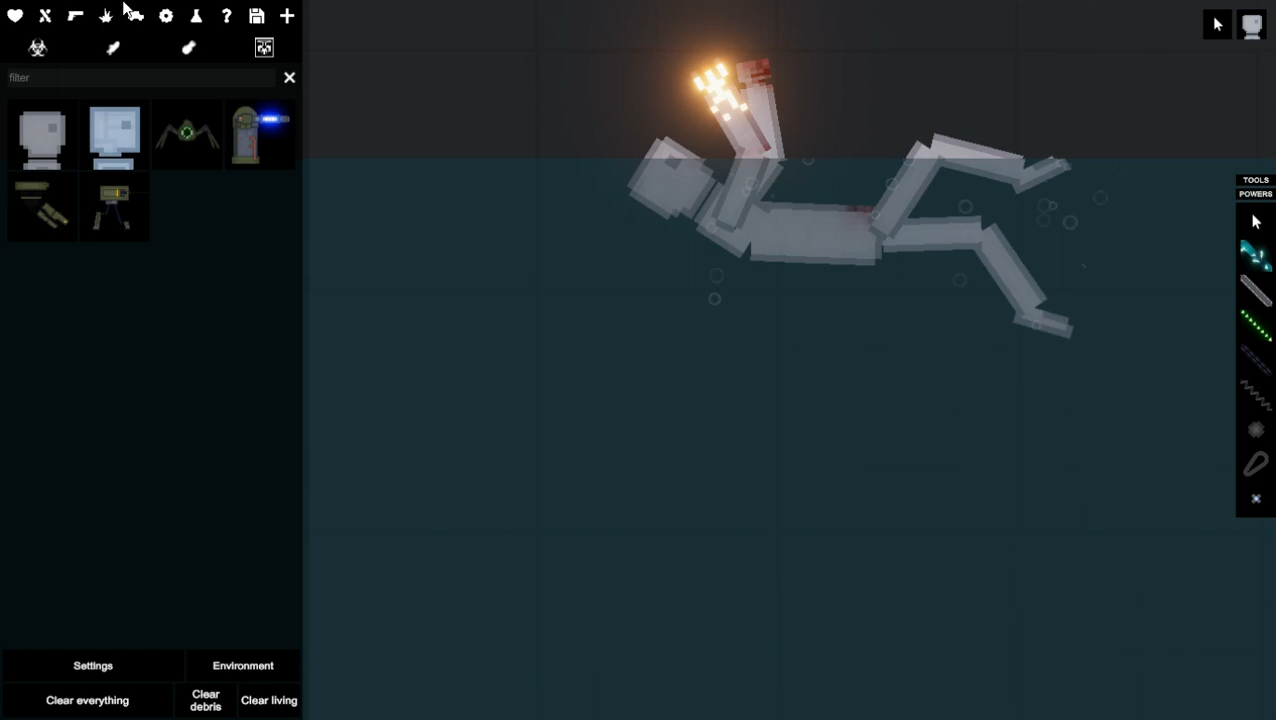 filter
TOOLS
POWERS
Settings
Environment
Clear everything
Clear
debris
Clear living